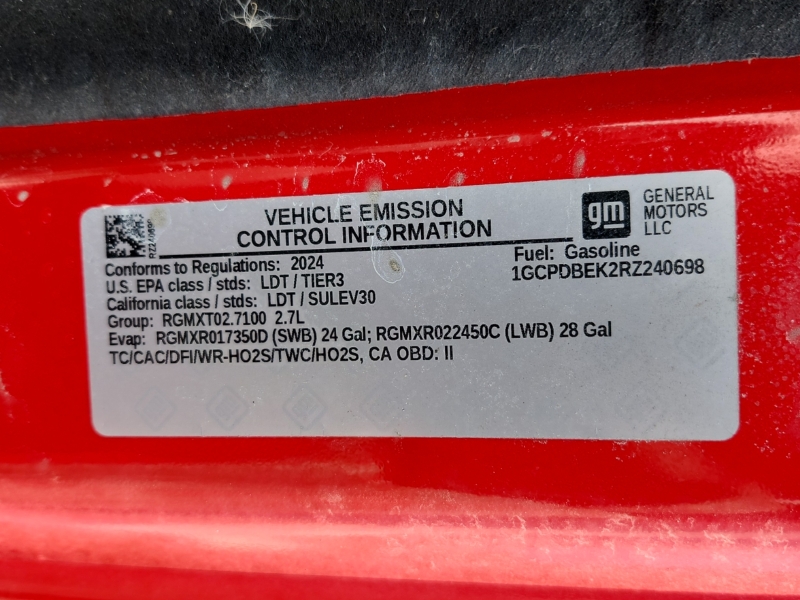 RZ240698
VEHICLE EMISSION
CONTROL INFORMATION
gm
GENERAL
MOTORS
LLC
Conforms to Regulations: 2024
Fuel: Gasoline
U.S. EPA class / stds: LDT / TIER3
1GCPDBEK2RZ240698
California class / stds: LDT / SULEV30
Group: RGMXT02.7100 2.7L
Evap: RGMXR017350D (SWB) 24 Gal; RGMXR022450C (LWB) 28 Gal
TC/CAC/DFI/WR-HO2S/TWC/HO2S, CA OBD: II